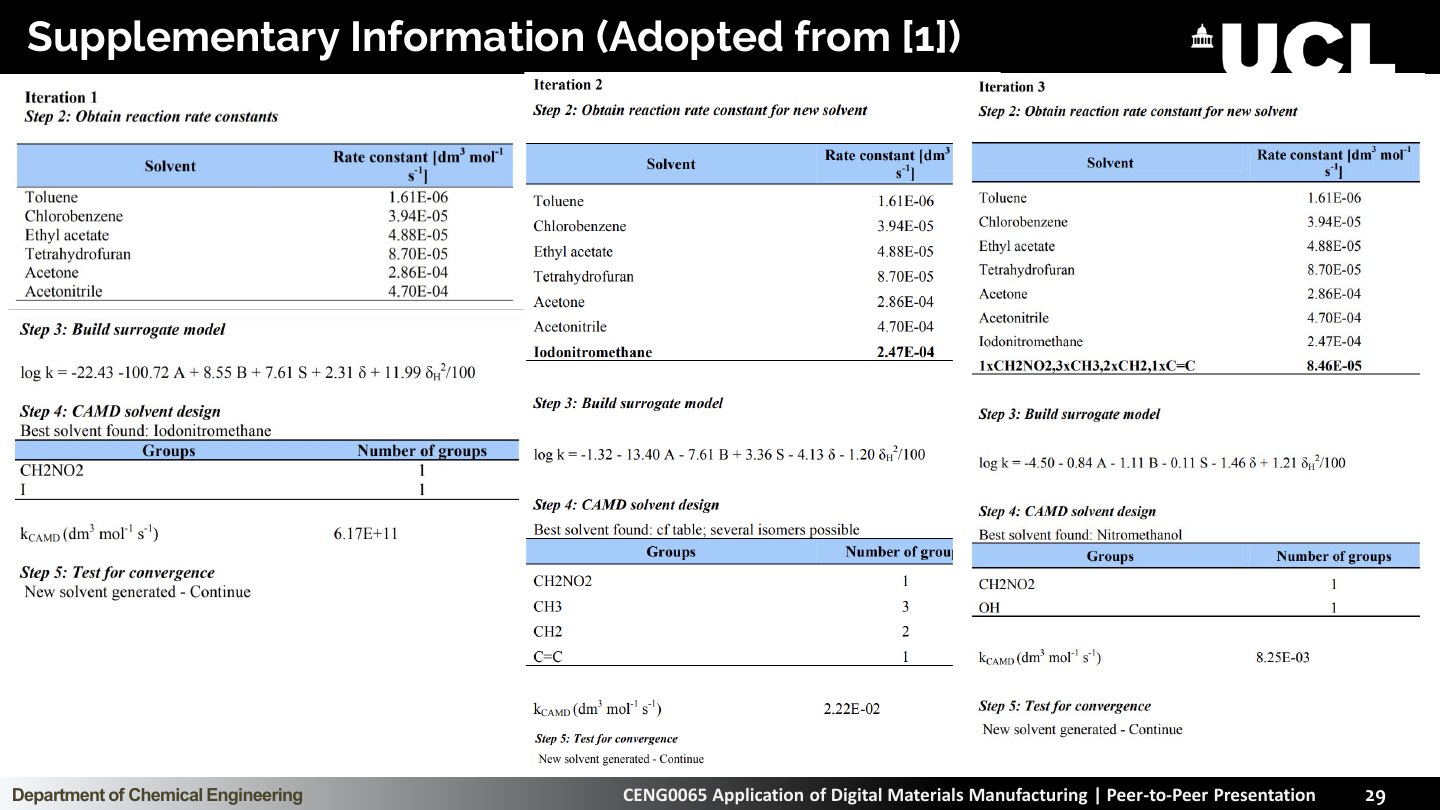 Supplementary Information (Adopted from [1])
UCL
Iteration 1
Step 2: Obtain reaction rate constants
Solvent Rate constant [dm3 mol-1 s-1]
Toluene 1.61E-06
Chlorobenzene 3.94E-05
Ethyl acetate 4.88E-05
Tetrahydrofuran 8.70E-05
Acetone 2.86E-04
Acetonitrile 4.70E-04
Step 3: Build surrogate model
log k = -22.43 -100.72 A + 8.55 B + 7.61 S + 2.31 δ + 11.99 δH2/100
Step 4: CAMD solvent design
Best solvent found: Iodonitromethane
Groups Number of groups
CH2NO2 1
I 1
kCAMD (dm3 mol-1 s-1) 6.17E+11
Step 5: Test for convergence
New solvent generated - Continue
Iteration 2
Step 2: Obtain reaction rate constant for new solvent
Solvent Rate constant [dm3
s-1]
Toluene 1.61E-06
Chlorobenzene 3.94E-05
Ethyl acetate 4.88E-05
Tetrahydrofuran 8.70E-05
Acetone 2.86E-04
Acetonitrile 4.70E-04
Iodonitromethane 2.47E-04
Step 3: Build surrogate model
log k = -1.32 - 13.40 A - 7.61 B + 3.36 S - 4.13 δ - 1.20 δH2/100
Step 4: CAMD solvent design
Best solvent found: cf table; several isomers possible
Groups Number of grou
CH2NO2 1
CH3 3
CH2 2
C=C 1
kCAMD (dm3 mol-1 s-1) 2.22E-02
Step 5: Test for convergence
New solvent generated - Continue
Iteration 3
Step 2: Obtain reaction rate constant for new solvent
Solvent Rate constant [dm3 mol-1
s-1]
Toluene 1.61E-06
Chlorobenzene 3.94E-05
Ethyl acetate 4.88E-05
Tetrahydrofuran 8.70E-05
Acetone 2.86E-04
Acetonitrile 4.70E-04
Iodonitromethane 2.47E-04
1xCH2NO2,3xCH3,2xCH2,1xC=C 8.46E-05
Step 3: Build surrogate model
log k = -4.50 - 0.84 A - 1.11 B - 0.11 S - 1.46 δ + 1.21 δH2/100
Step 4: CAMD solvent design
Best solvent found: Nitromethanol
Groups Number of groups
CH2NO2 1
OH 1
kCAMD (dm3 mol-1 s-1) 8.25E-03
Step 5: Test for convergence
New solvent generated - Continue
Department of Chemical Engineering
CENG0065 Application of Digital Materials Manufacturing | Peer-to-Peer Presentation 29